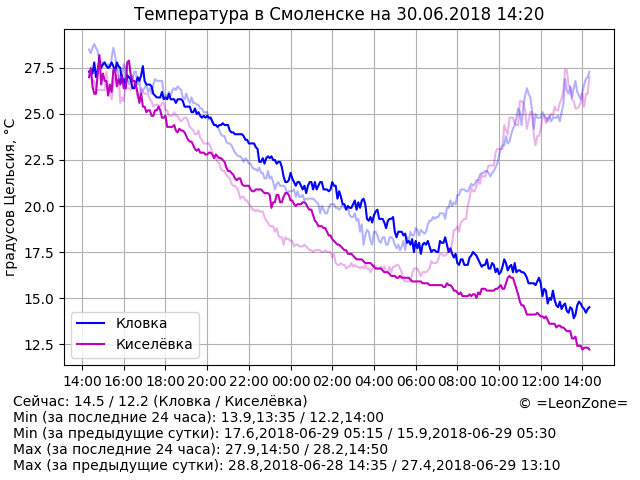 Температура в Смоленске на 30.06.2018 14:20
градусов Цельсия, °C
27.5
25.0
22.5
20.0
17.5
15.0
12.5
Кловка
Киселёвка
14:00 16:00 18:00 20:00 22:00 00:00 02:00 04:00 06:00 08:00 10:00 12:00 14:00
Сейчас: 14.5 / 12.2 (Кловка / Киселёвка)
© =LeonZone=
Min (за последние 24 часа): 13.9,13:35 / 12.2,14:00
Min (за предыдущие сутки): 17.6,2018-06-29 05:15 / 15.9,2018-06-29 05:30
Max (за последние 24 часа): 27.9,14:50 / 28.2,14:50
Max (за предыдущие сутки): 28.8,2018-06-28 14:35 / 27.4,2018-06-29 13:10